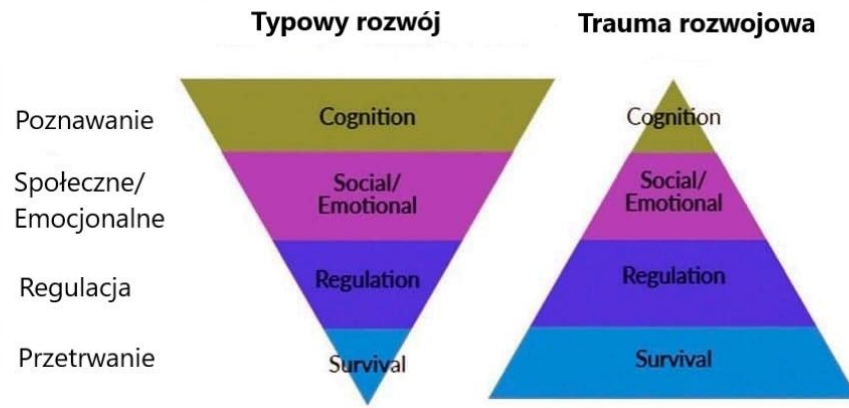 Typowy rozwój
Trauma rozwojowa
Poznawanie
Cognition
Cognition
Społeczne/
Emocjonalne
Social/
Emotional
Social/
Emotional
Regulacja
Regulation
Regulation
Przetrwanie
Survival
Survival